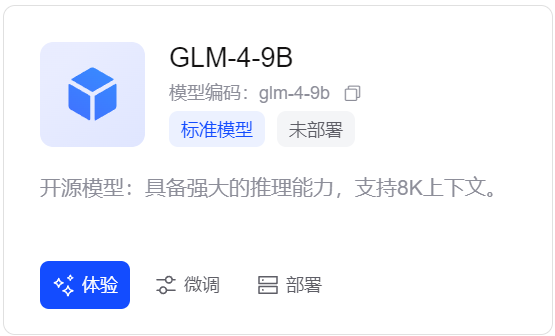 GLM-4-9B
模型编码：glm-4-9b
标准模型 未部署
开源模型：具备强大的推理能力，支持8K上下文。
体验 微调 部署